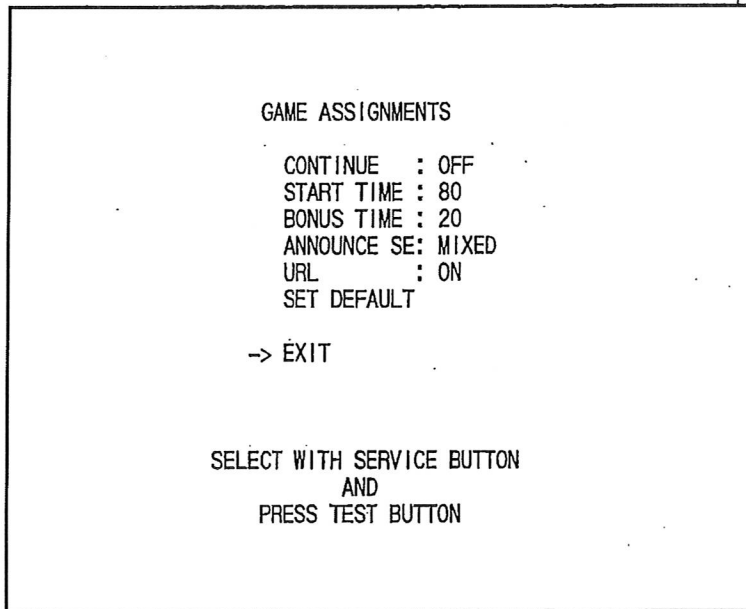 GAME ASSIGNMENTS
CONTINUE : OFF
START TIME : 80
BONUS TIME : 20
ANNOUNCE SE: MIXED
URL : ON
SET DEFAULT
-> EXIT
SELECT WITH SERVICE BUTTON
AND
PRESS TEST BUTTON